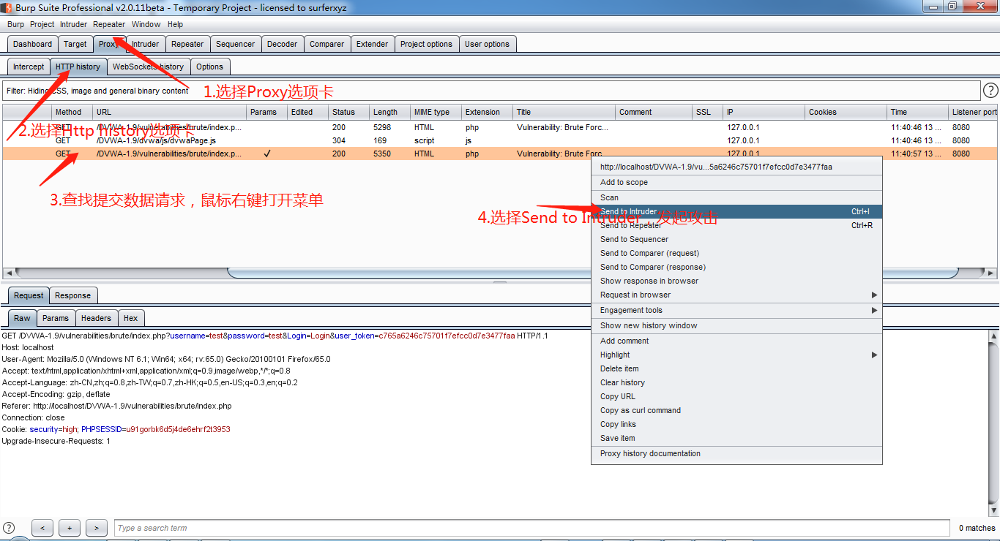 Burp Suite Professional v2.0.11beta - Temporary Project - licensed to surferxyz
Burp Project Intruder Repeater Window Help
Dashboard Target Proxy Intruder Repeater Sequencer Decoder Comparer Extender Project options User options
Intercept HTTP history WebSockets history Options
Filter: Hiding CSS, image and general binary content
1.选择Proxy选项卡
Method URL Params Edited Status Length MIME type Extension Title Comment SSL IP Cookies Time Listener port
GET /DVWA-1.9/vulnerabilities/brute/index.p... 200 5298 HTML php Vulnerability: Brute Forc... 127.0.0.1 11:40:46 13 ... 8080
2.选择Http history选项卡
GET /DVWA-1.9/dvwa/js/dvwaPage.js 304 169 script js 127.0.0.1 11:40:46 13 ... 8080
GET /DVWA-1.9/vulnerabilities/brute/index.p... ✓ 200 5350 HTML php Vulnerability: Brute Forc 127.0.0.1 11:40:57 13 ... 8080
3.查找提交数据请求，鼠标右键打开菜单
http://localhost/DVWA-1.9/vu...5a6246c75701f7efcc0d7e3477faa
Add to scope
Scan
Send to Intruder Ctrl+I
4.选择Send to Intruder，发起攻击
Send to Repeater Ctrl+R
Send to Sequencer
Send to Comparer (request)
Send to Comparer (response)
Show response in browser
Request in browser
Engagement tools
Show new history window
Add comment
Highlight
Delete item
Clear history
Copy URL
Copy as curl command
Copy links
Save item
Proxy history documentation
Request Response
Raw Params Headers Hex
GET /DVWA-1.9/vulnerabilities/brute/index.php?username=test&password=test&Login=Login&user_token=c765a6246c75701f7efcc0d7e3477faa HTTP/1.1
Host: localhost
User-Agent: Mozilla/5.0 (Windows NT 6.1; Win64; x64; rv:65.0) Gecko/20100101 Firefox/65.0
Accept: text/html,application/xhtml+xml,application/xml;q=0.9,image/webp,*/*;q=0.8
Accept-Language: zh-CN,zh;q=0.8,zh-TW;q=0.7,zh-HK;q=0.5,en-US;q=0.3,en;q=0.2
Accept-Encoding: gzip, deflate
Referer: http://localhost/DVWA-1.9/vulnerabilities/brute/index.php
Connection: close
Cookie: security=high; PHPSESSID=u91gorbk6d5j4de6ehrf2t3953
Upgrade-Insecure-Requests: 1
? < + > Type a search term 0 matches